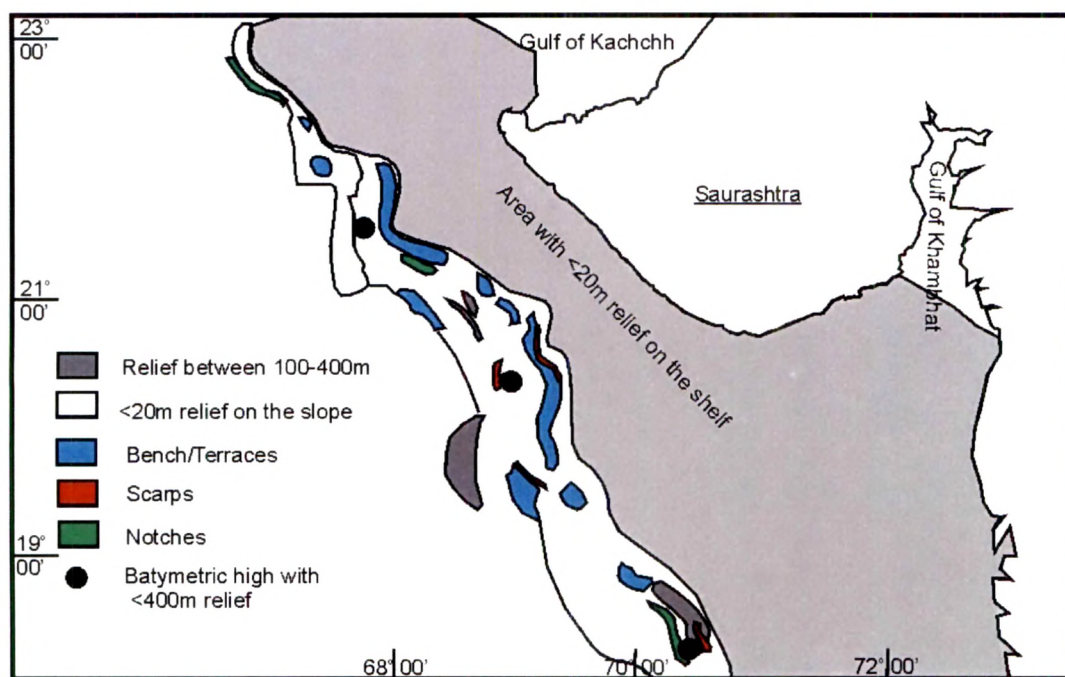 23°
00'
Gulf of Kachchh
Saurashtra
Gulf of Khambhat
Area with <20m relief on the shelf
21°
00'
Relief between 100-400m
<20m relief on the slope
Bench/Terraces
Scarps
Notches
19°
00'
Batymetric high with
<400m relief
68° 00'
70° 00'
72° 00'